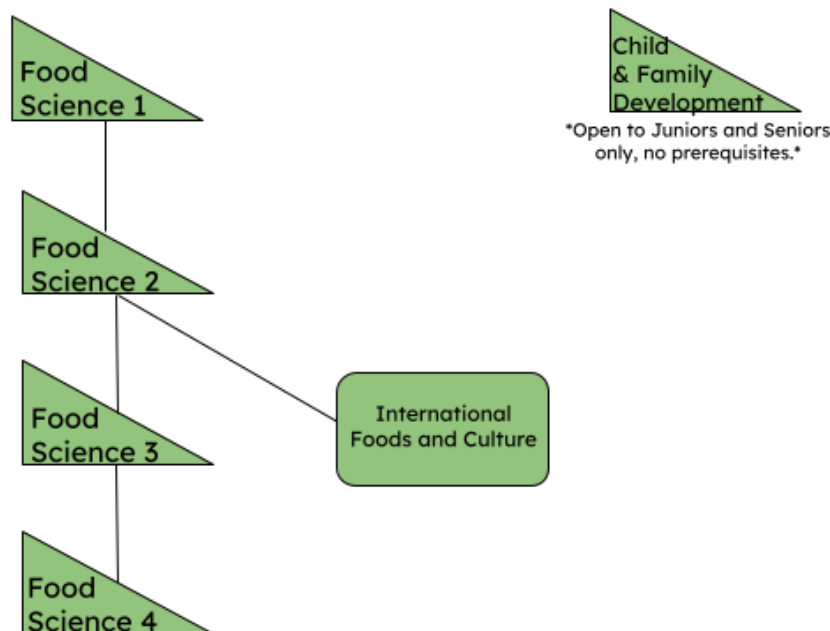 Food
Science 1
Child
& Family
Development
*Open to Juniors and Seniors
only, no prerequisites.*
Food
Science 2
Food
Science 3
International
Foods and Culture
Food
Science 4